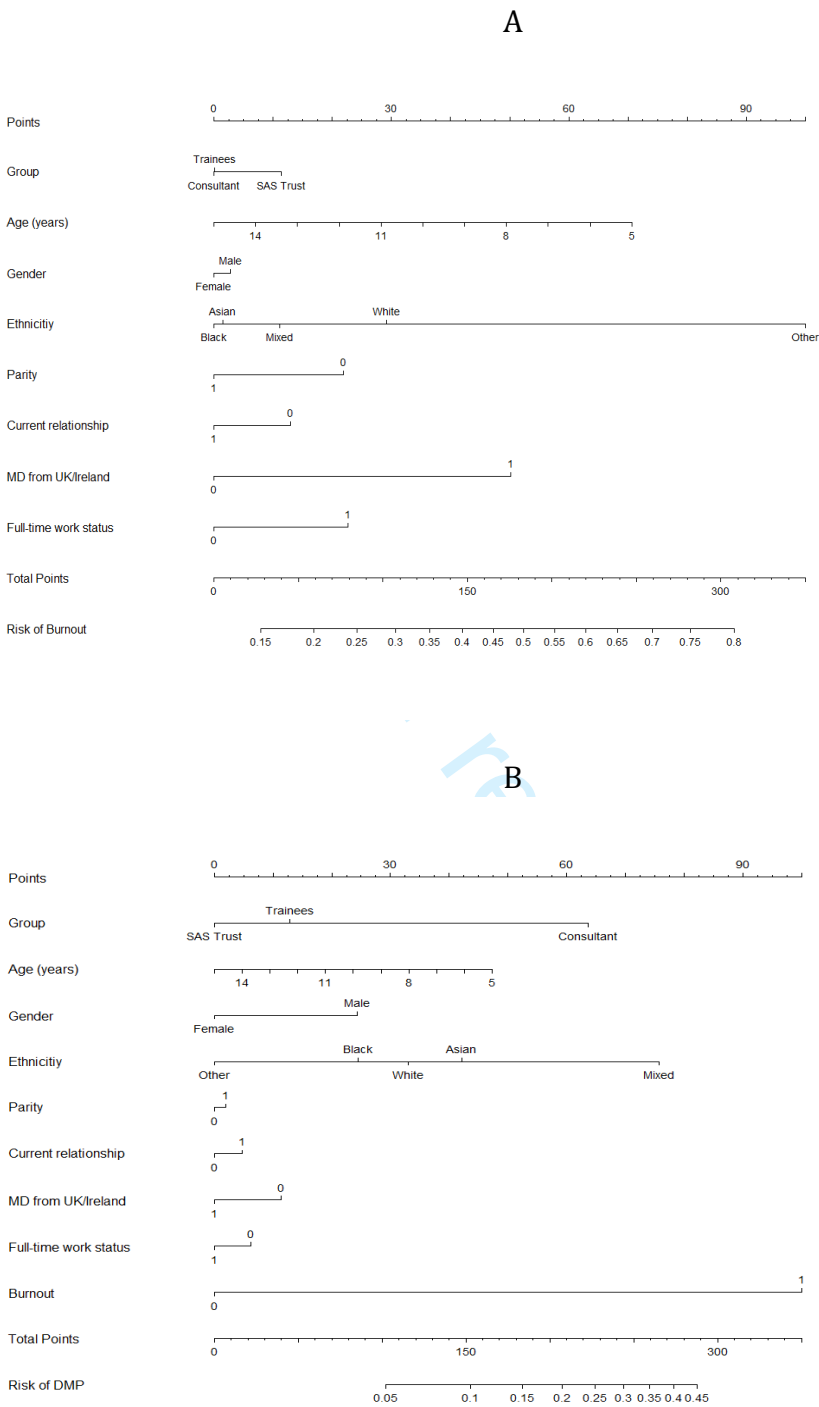 A
0 30 60 90
Points
Trainees
Group
Consultant SAS Trust
Age (years)
14 11 8 5
Male
Gender
Female
Asian White
Ethnicitiy
Black Mixed Other
0
Parity
1
0
Current relationship
1
1
MD from UK/Ireland
0
1
Full-time work status
0
Total Points
0 150 300
Risk of Burnout
0.15 0.2 0.25 0.3 0.35 0.4 0.45 0.5 0.55 0.6 0.65 0.7 0.75 0.8
B
0 30 60 90
Points
Trainees
Group
SAS Trust Consultant
Age (years)
14 11 8 5
Male
Gender
Female
Black Asian
Ethnicitiy
Other White Mixed
1
Parity
0
1
Current relationship
0
0
MD from UK/Ireland
1
0
Full-time work status
1
1
Burnout
0
Total Points
0 150 300
Risk of DMP
0.05 0.1 0.15 0.2 0.25 0.3 0.35 0.4 0.45